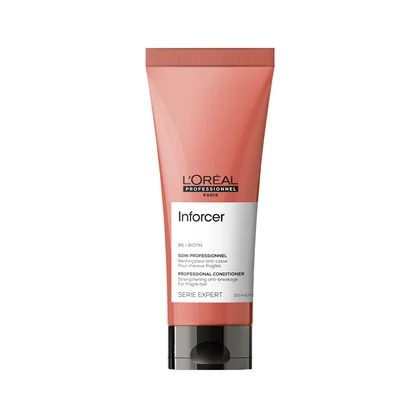 L'ORÉAL
PROFESSIONNEL
PARIS
Inforcer
B6 + BIOTIN
SOIN PROFESSIONNEL
Renforçateur anti-casse
Pour cheveux fragiles
PROFESSIONAL CONDITIONER
Strengthening anti-breakage
For fragile hair
SERIE EXPERT